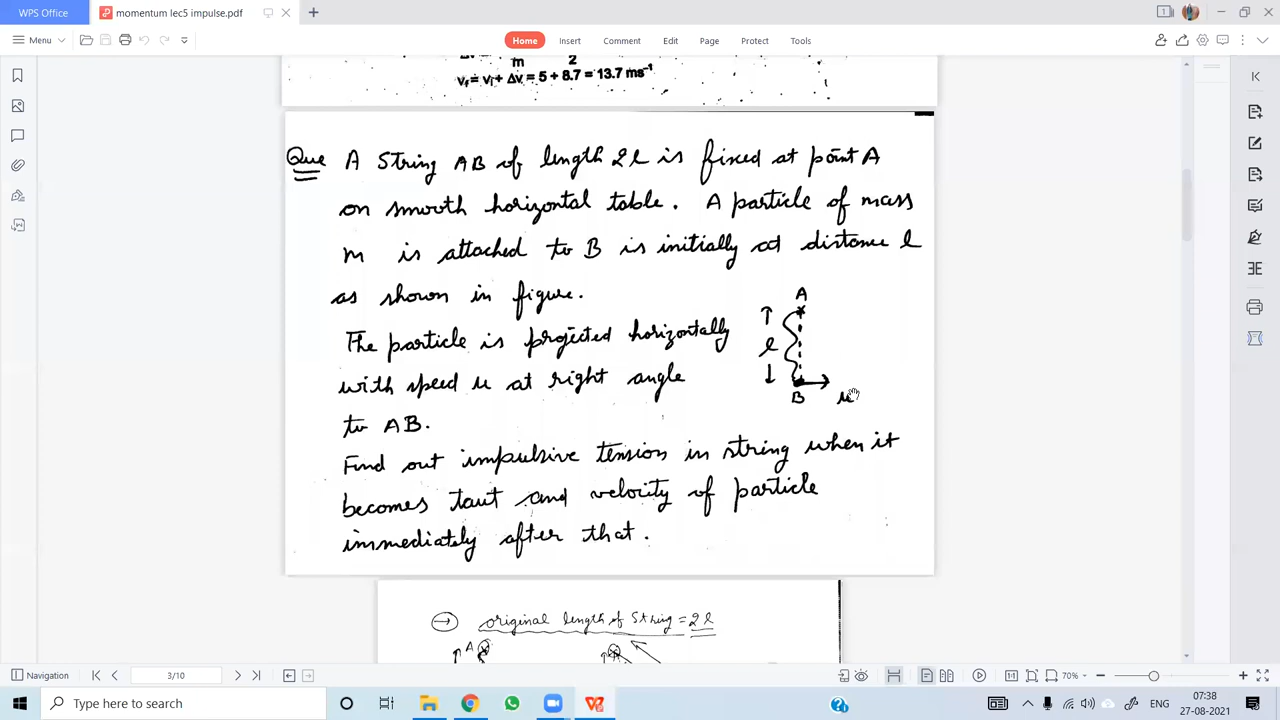 WPS Office
momentum lec5 impulse.pdf
Menu
Home
Insert
Comment
Edit
Page
Protect
Tools
m 2
vf = vi + Δv = 5 + 8.7 = 13.7 ms⁻¹
Que A String AB of length 2l is fixed at point A
on smooth horizontal table. A particle of mass
m is attached to B is initially at distance l
as shown in figure.
A
The particle is projected horizontally
l
with speed u at right angle
B u
to AB.
Find out impulsive tension in string when it
becomes taut and velocity of particle
immediately after that.
→ original length of String = 2l
A
Navigation
3/10
70%
Type here to search
ENG
07:38
27-08-2021